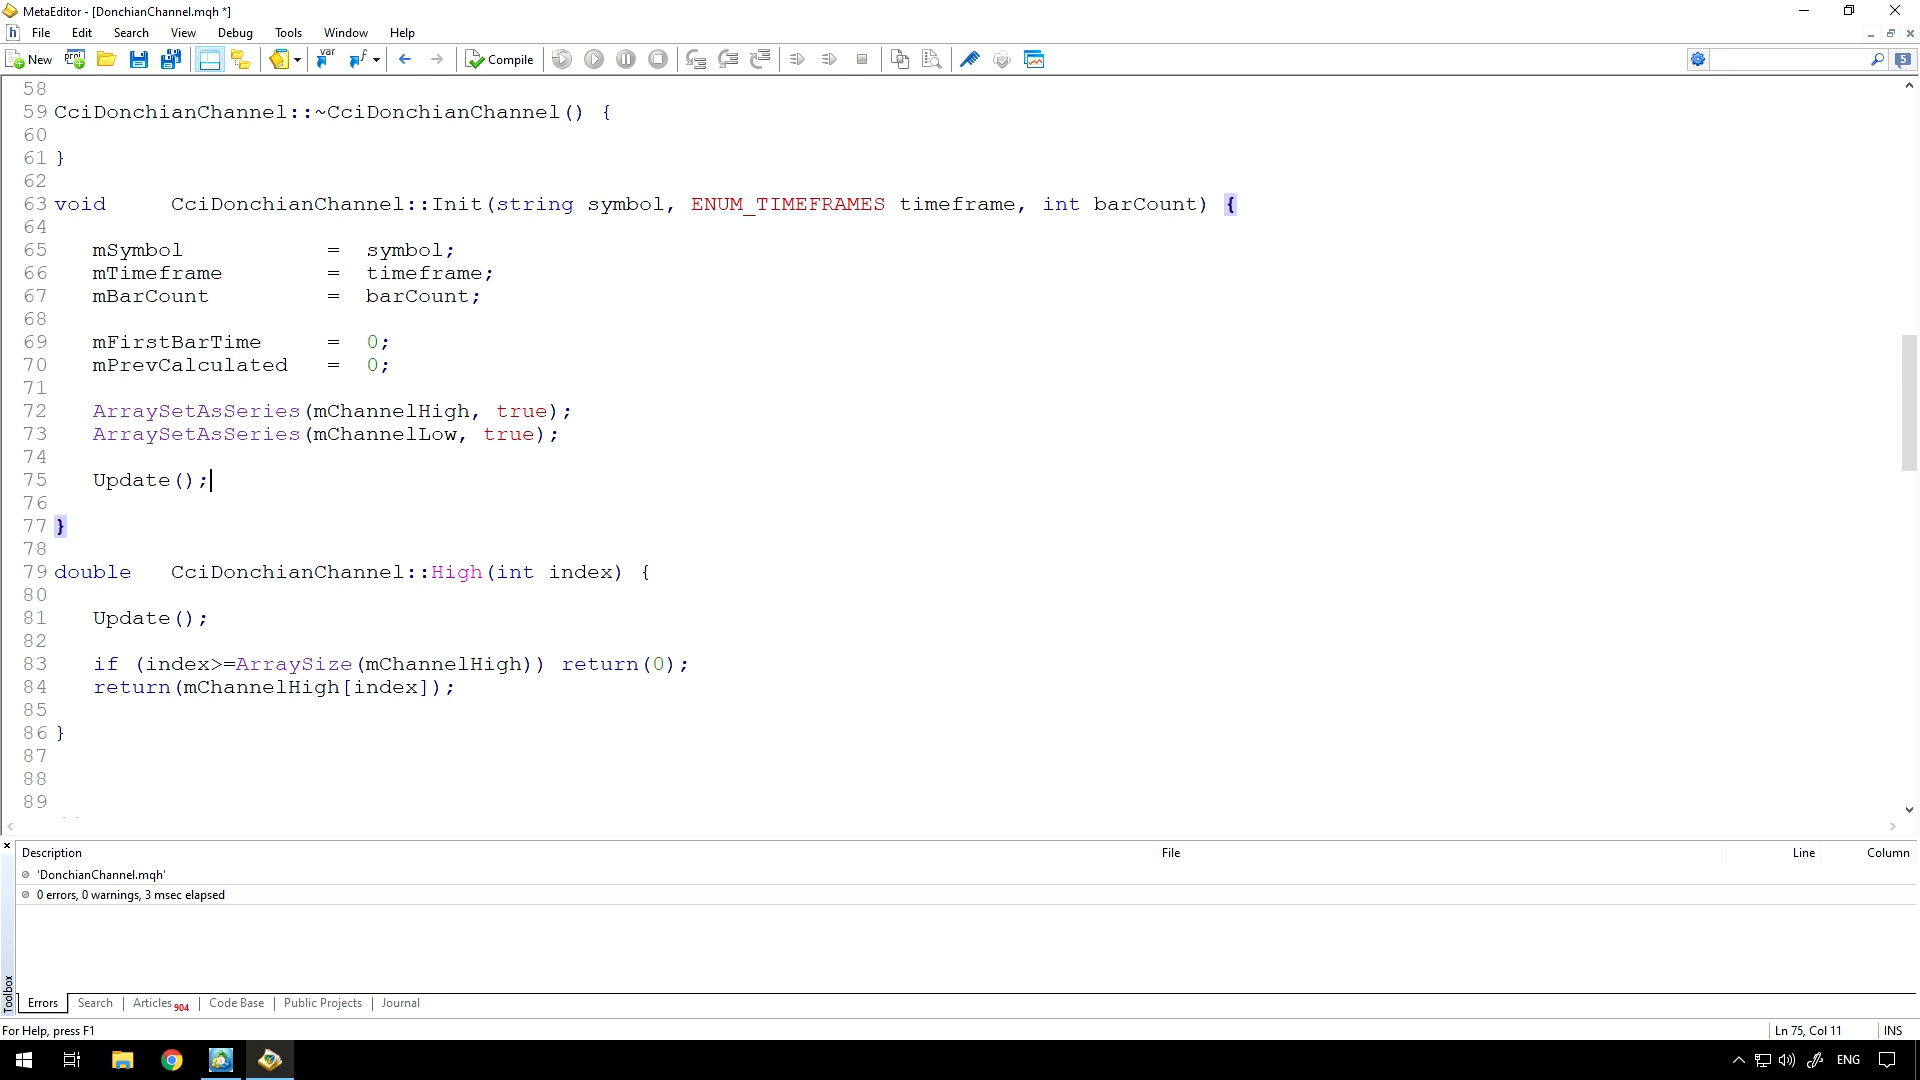 MetaEditor - [DonchianChannel.mqh *]
File Edit Search View Debug Tools Window Help
New Compile 5
58
59 CciDonchianChannel::~CciDonchianChannel() {
60
61 }
62
63 void CciDonchianChannel::Init(string symbol, ENUM_TIMEFRAMES timeframe, int barCount) {
64
65 mSymbol = symbol;
66 mTimeframe = timeframe;
67 mBarCount = barCount;
68
69 mFirstBarTime = 0;
70 mPrevCalculated = 0;
71
72 ArraySetAsSeries(mChannelHigh, true);
73 ArraySetAsSeries(mChannelLow, true);
74
75 Update();
76
77 }
78
79 double CciDonchianChannel::High(int index) {
80
81 Update();
82
83 if (index>=ArraySize(mChannelHigh)) return(0);
84 return(mChannelHigh[index]);
85
86 }
87
88
89
Description File Line Column
'DonchianChannel.mqh'
0 errors, 0 warnings, 3 msec elapsed
Toolbox
Errors Search Articles 904 Code Base Public Projects Journal
For Help, press F1 Ln 75, Col 11 INS
ENG